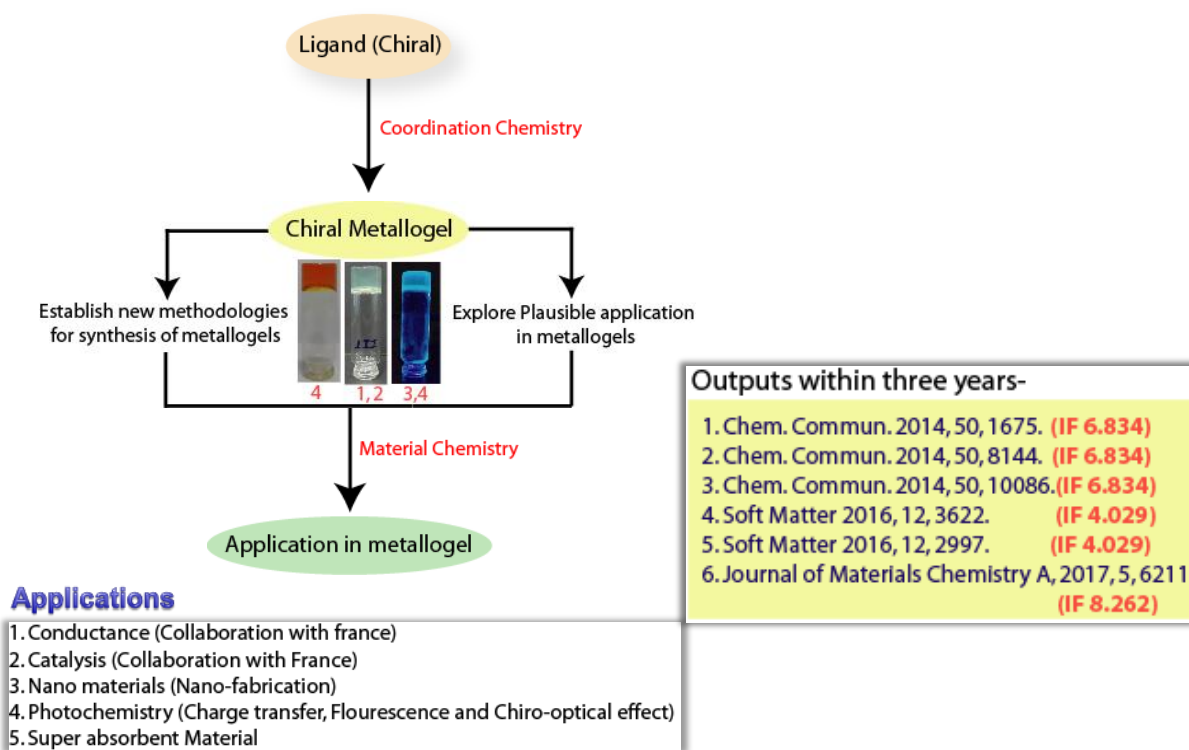 Ligand (Chiral)
Coordination Chemistry
Chiral Metallogel
Establish new methodologies
for synthesis of metallogels
Explore Plausible application
in metallogels
4
1, 2
3,4
Material Chemistry
Application in metallogel
Applications
1. Conductance (Collaboration with france)
2. Catalysis (Collaboration with France)
3. Nano materials (Nano-fabrication)
4. Photochemistry (Charge transfer, Flourescence and Chiro-optical effect)
5. Super absorbent Material
Outputs within three years-
1. Chem. Commun. 2014, 50, 1675. (IF 6.834)
2. Chem. Commun. 2014, 50, 8144. (IF 6.834)
3. Chem. Commun. 2014, 50, 10086.(IF 6.834)
4. Soft Matter 2016, 12, 3622. (IF 4.029)
5. Soft Matter 2016, 12, 2997. (IF 4.029)
6. Journal of Materials Chemistry A, 2017, 5, 6211
(IF 8.262)